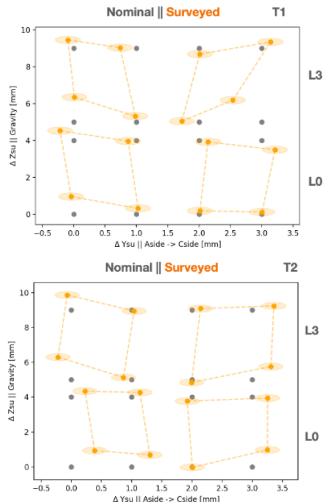 Nominal || Surveyed T1
Δ Zsu || Gravity [mm]
10
8
6
4
2
0
L3
L0
−0.5 0.0 0.5 1.0 1.5 2.0 2.5 3.0 3.5
Δ Ysu || Aside -> Cside [mm]
Nominal || Surveyed T2
Δ Zsu || Gravity [mm]
10
8
6
4
2
0
L3
L0
−0.5 0.0 0.5 1.0 1.5 2.0 2.5 3.0 3.5
Δ Ysu || Aside -> Cside [mm]